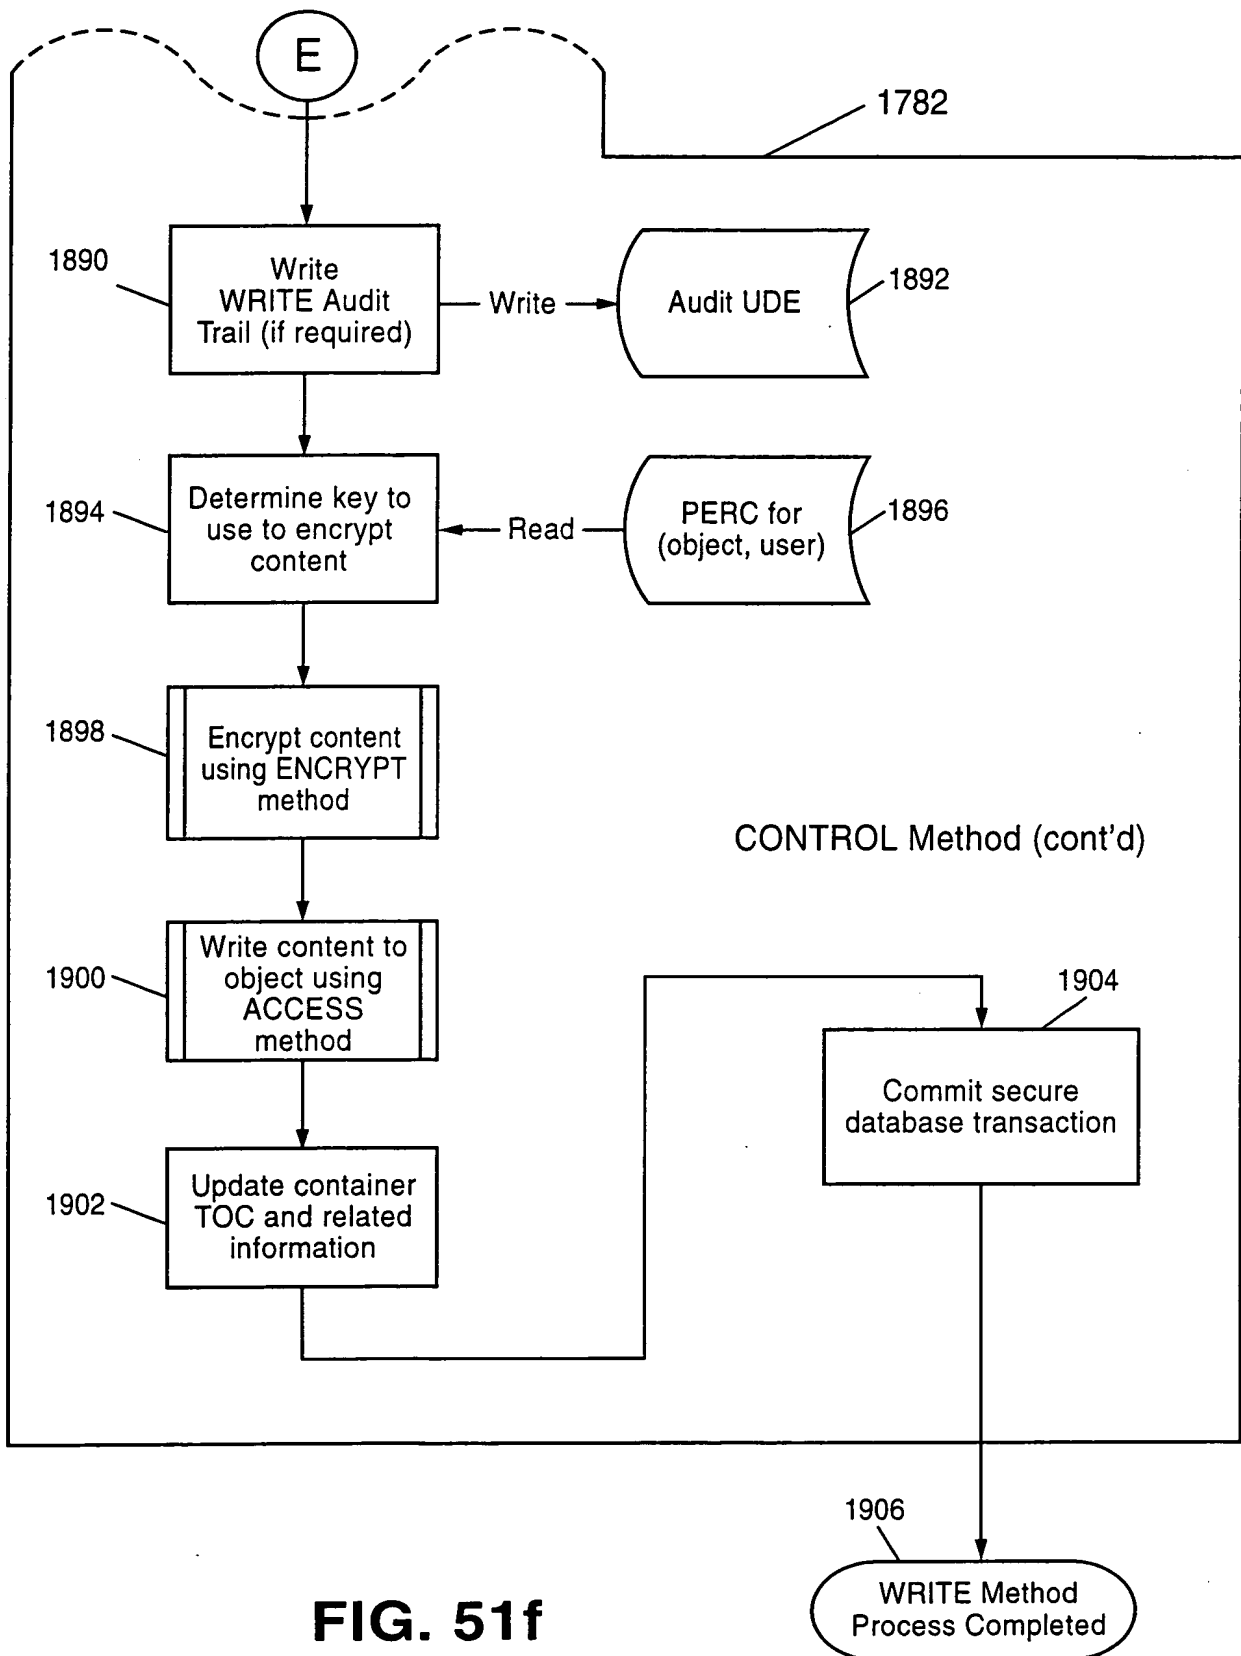 E
1782
1890
Write
WRITE Audit
Trail (if required)
Write
Audit UDE
1892
1894
Determine key to
use to encrypt
content
Read
PERC for
(object, user)
1896
1898
Encrypt content
using ENCRYPT
method
CONTROL Method (cont'd)
1900
Write content to
object using
ACCESS
method
1904
Commit secure
database transaction
1902
Update container
TOC and related
information
1906
WRITE Method
Process Completed
FIG. 51f